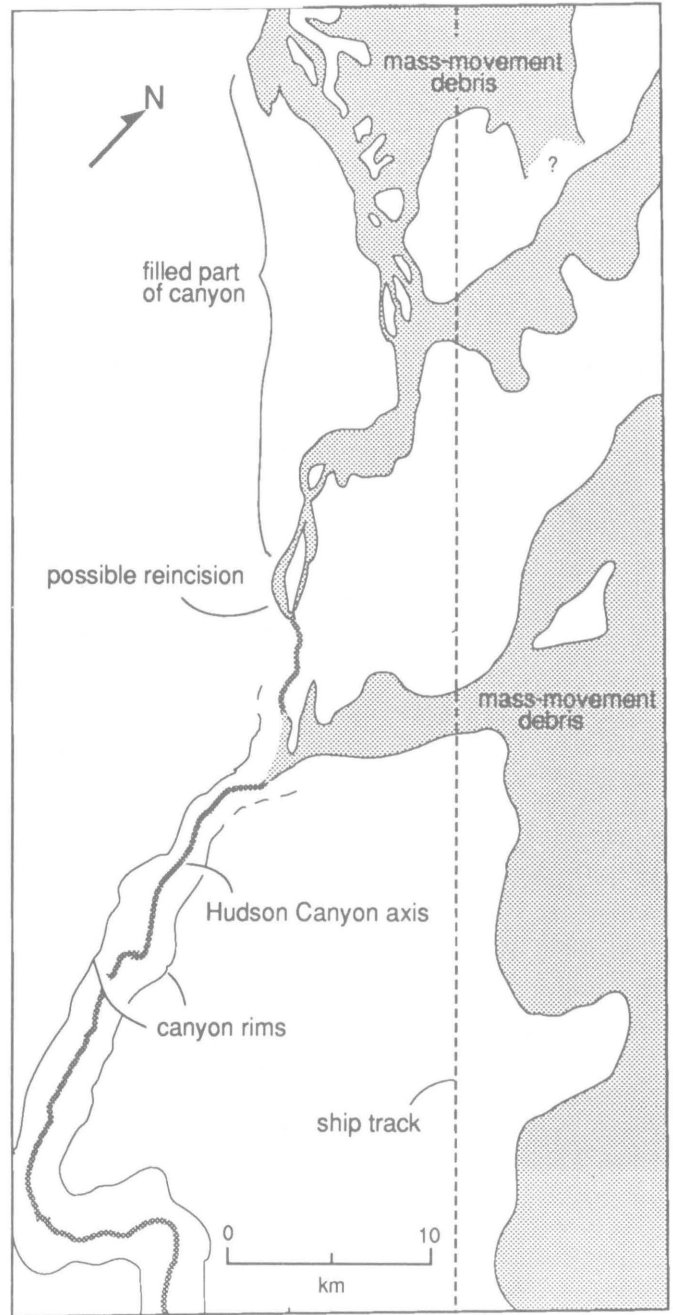 mass-movement
debris
N
?
filled part
of canyon
possible reincision
mass-movement
debris
Hudson Canyon axis
canyon rims
ship track
0 10
km